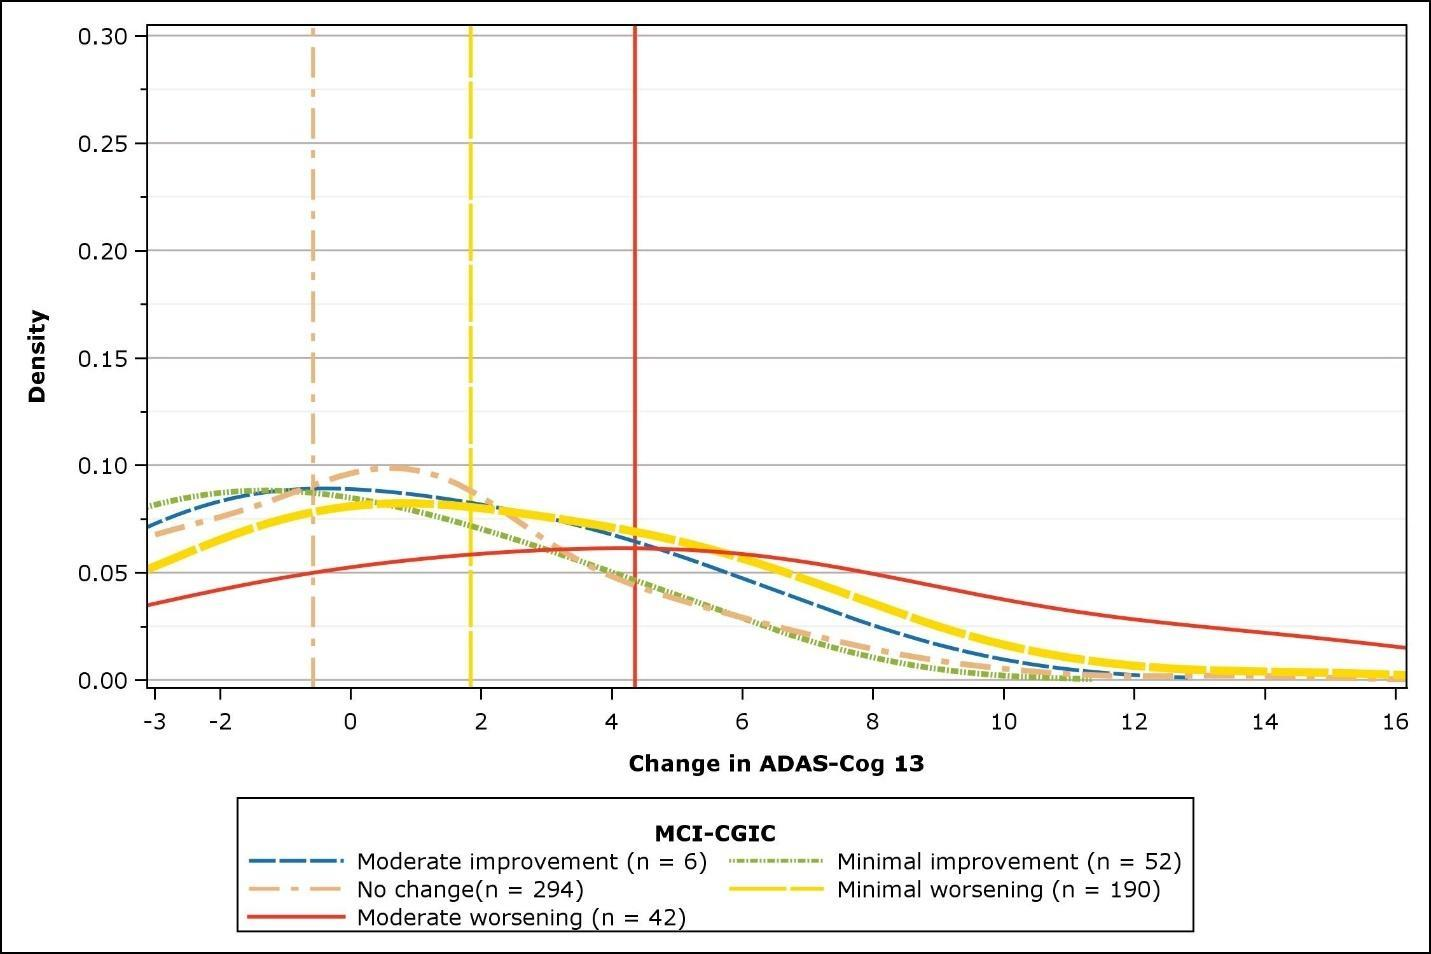 0.30
0.25
0.20
0.15
0.10
0.05
0.00
Density
-3 -2 0 2 4 6 8 10 12 14 16
Change in ADAS-Cog 13
MCI-CGIC
Moderate improvement (n = 6) Minimal improvement (n = 52)
No change(n = 294) Minimal worsening (n = 190)
Moderate worsening (n = 42)